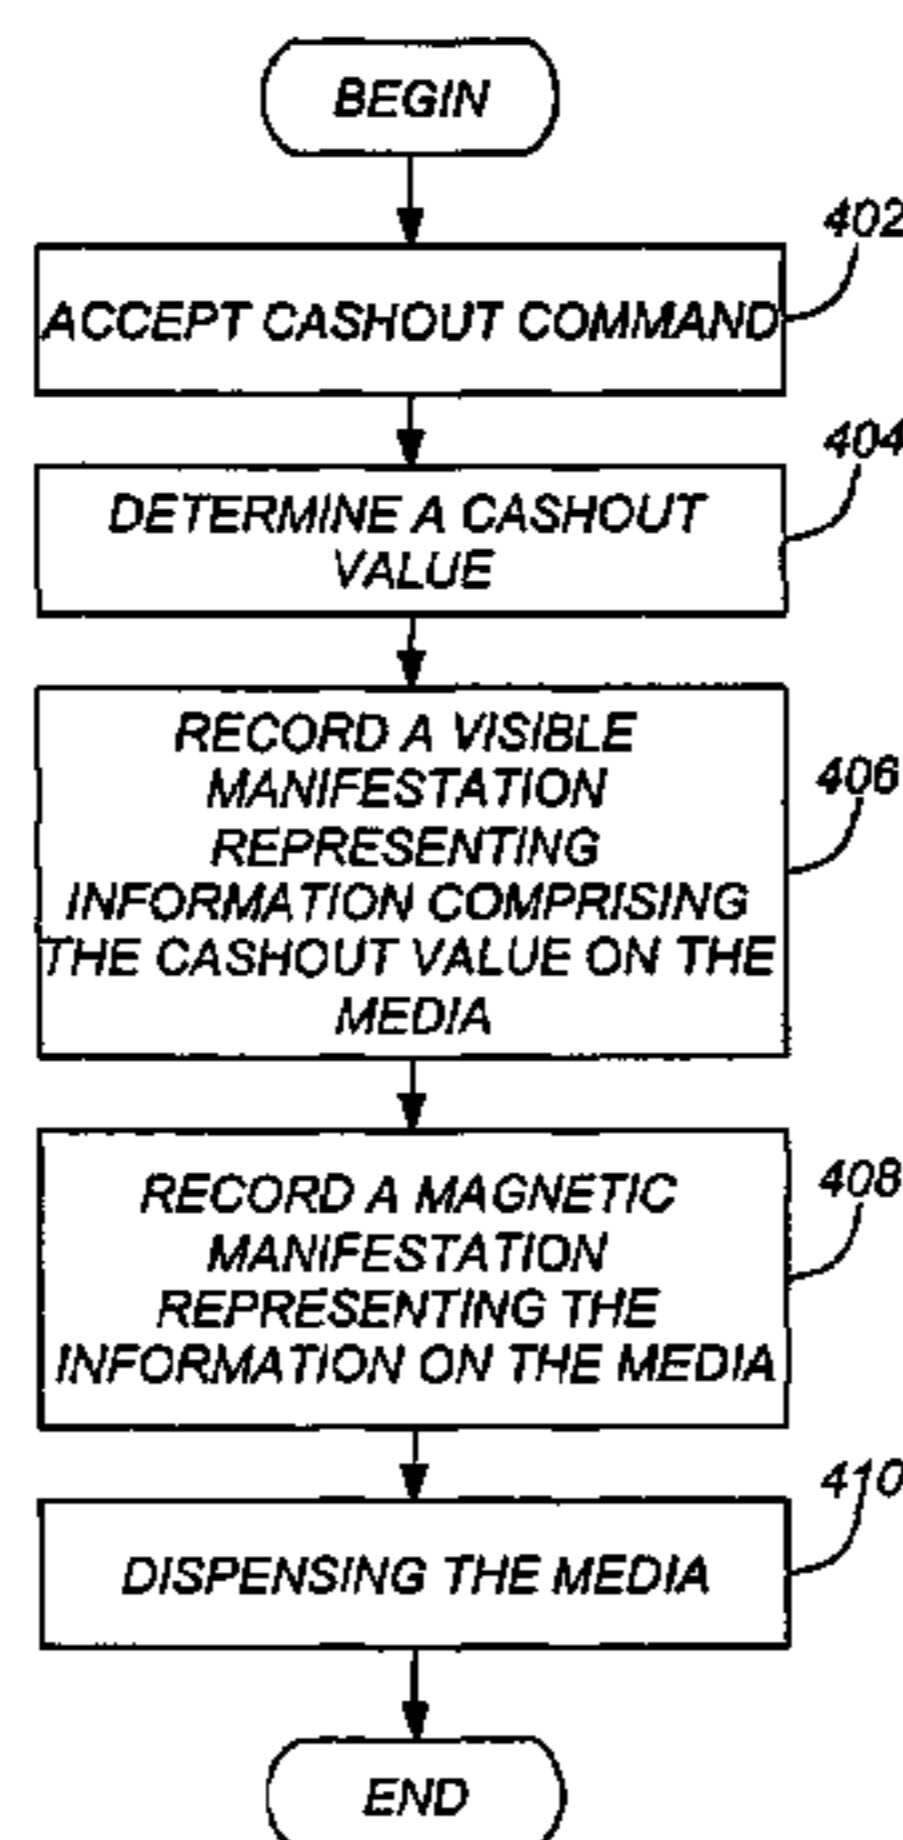 BEGIN
402
ACCEPT CASHOUT COMMAND
404
DETERMINE A CASHOUT
VALUE
406
RECORD A VISIBLE
MANIFESTATION
REPRESENTING
INFORMATION COMPRISING
THE CASHOUT VALUE ON THE
MEDIA
408
RECORD A MAGNETIC
MANIFESTATION
REPRESENTING THE
INFORMATION ON THE MEDIA
410
DISPENSING THE MEDIA
END